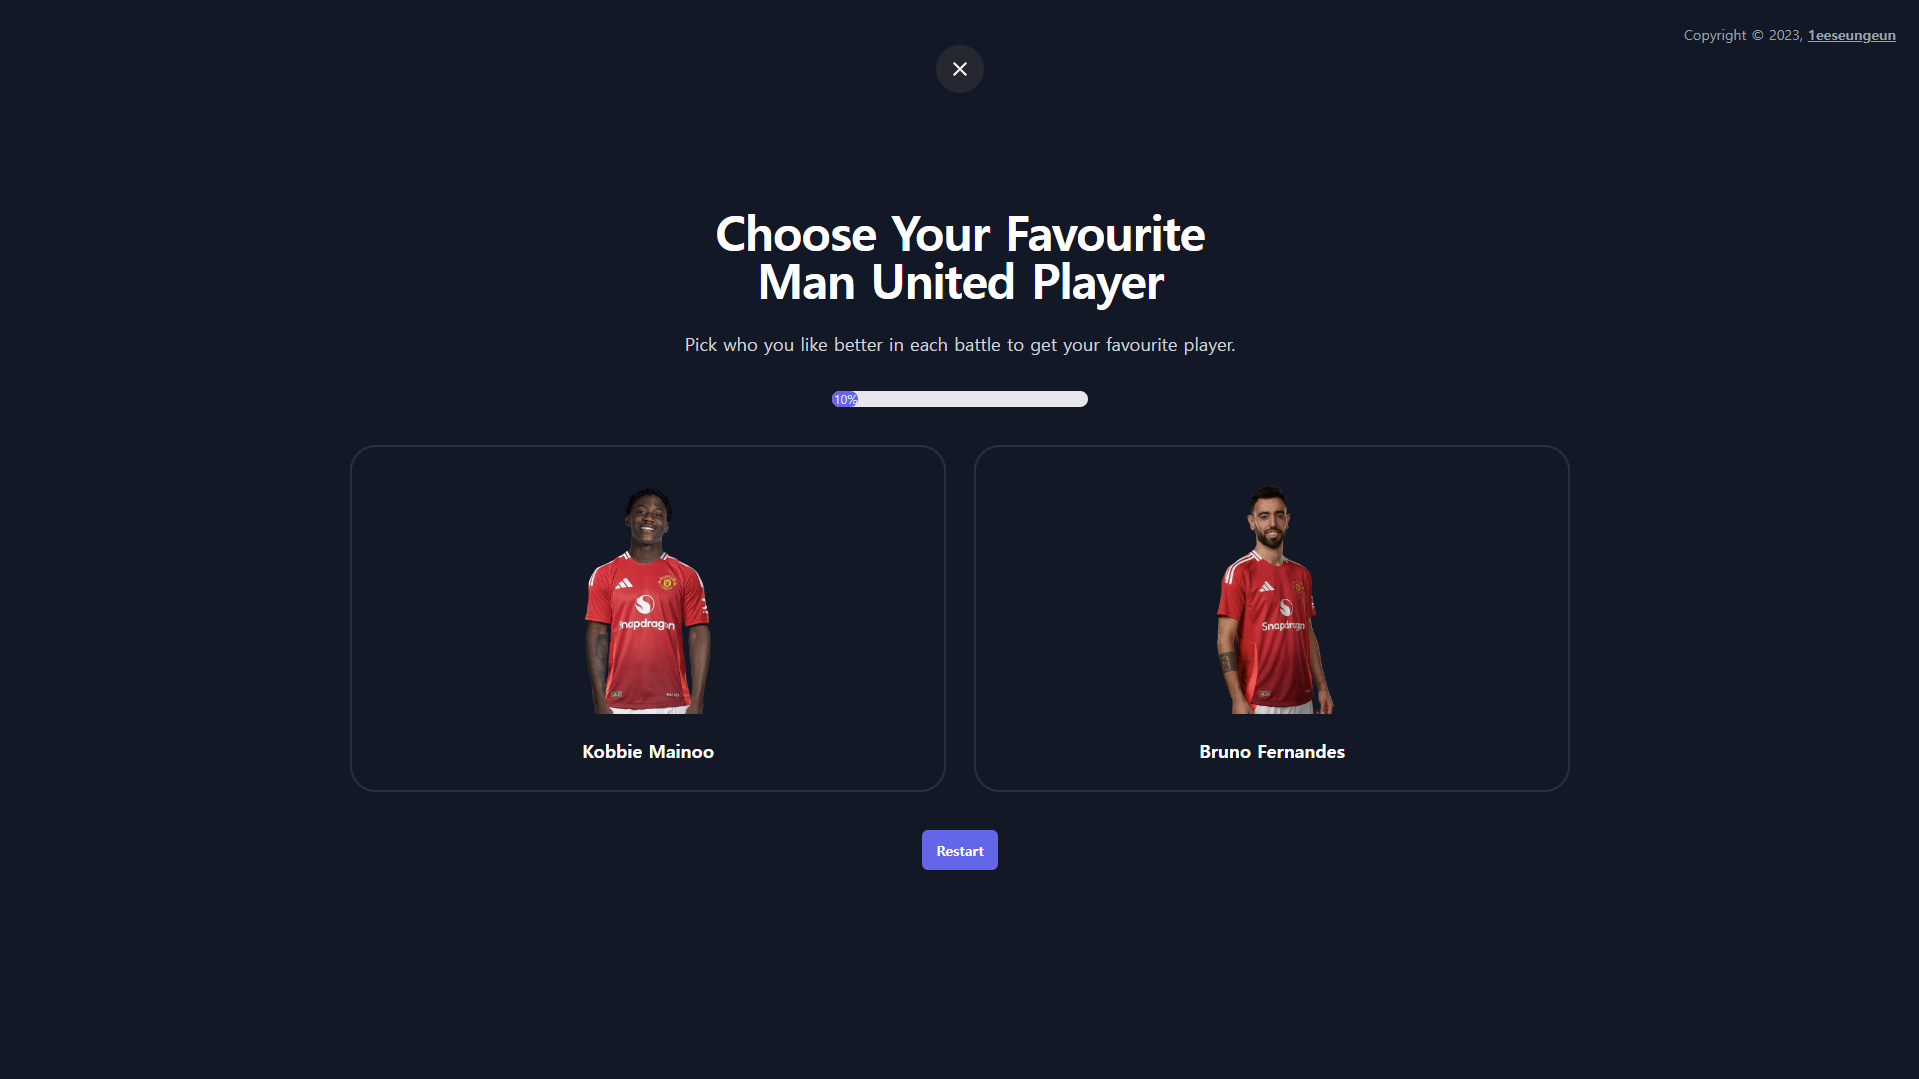 Copyright © 2023, 1eeseungeun
Choose Your Favourite
Man United Player
Pick who you like better in each battle to get your favourite player.
10%
Snapdragon
Snapdragon
Kobbie Mainoo
Bruno Fernandes
Restart